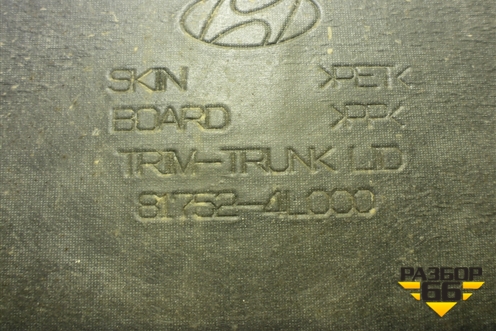 SKIN >PET<
BOARD >PP<
TRIM-TRUNK LID
81752-4L000
РАЗБОР
66